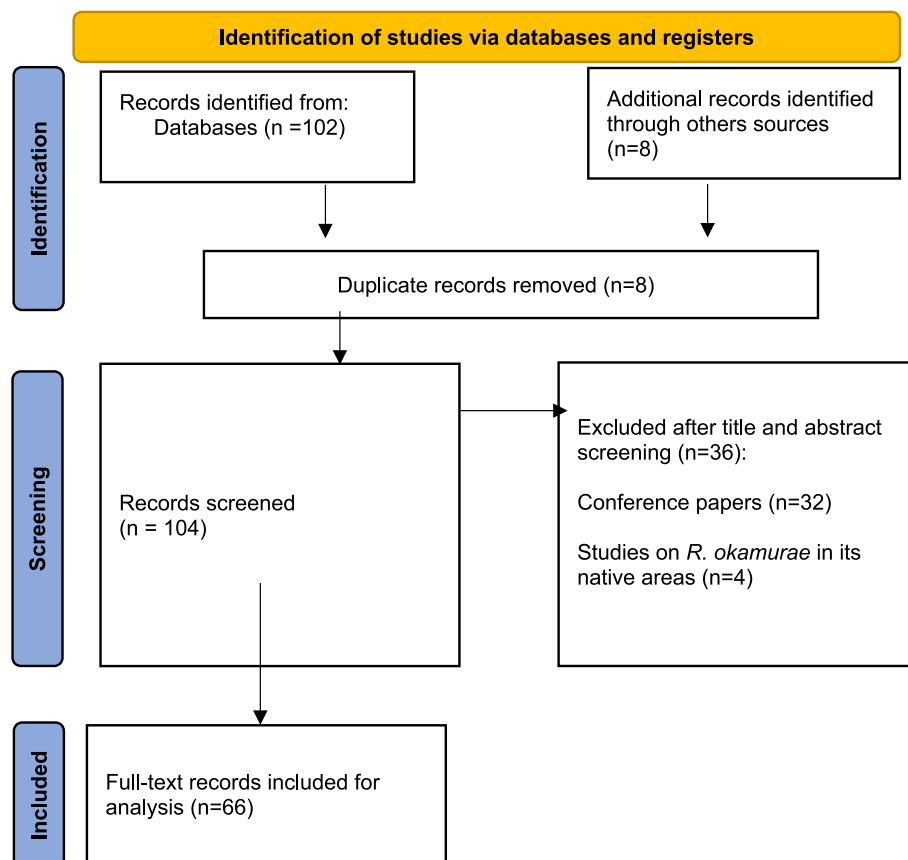 Identification of studies via databases and registers
Identification
Records identified from:
Databases (n =102)
Additional records identified
through others sources
(n=8)
Duplicate records removed (n=8)
Screening
Records screened
(n = 104)
Excluded after title and abstract
screening (n=36):
Conference papers (n=32)
Studies on R. okamurae in its
native areas (n=4)
Included
Full-text records included for
analysis (n=66)